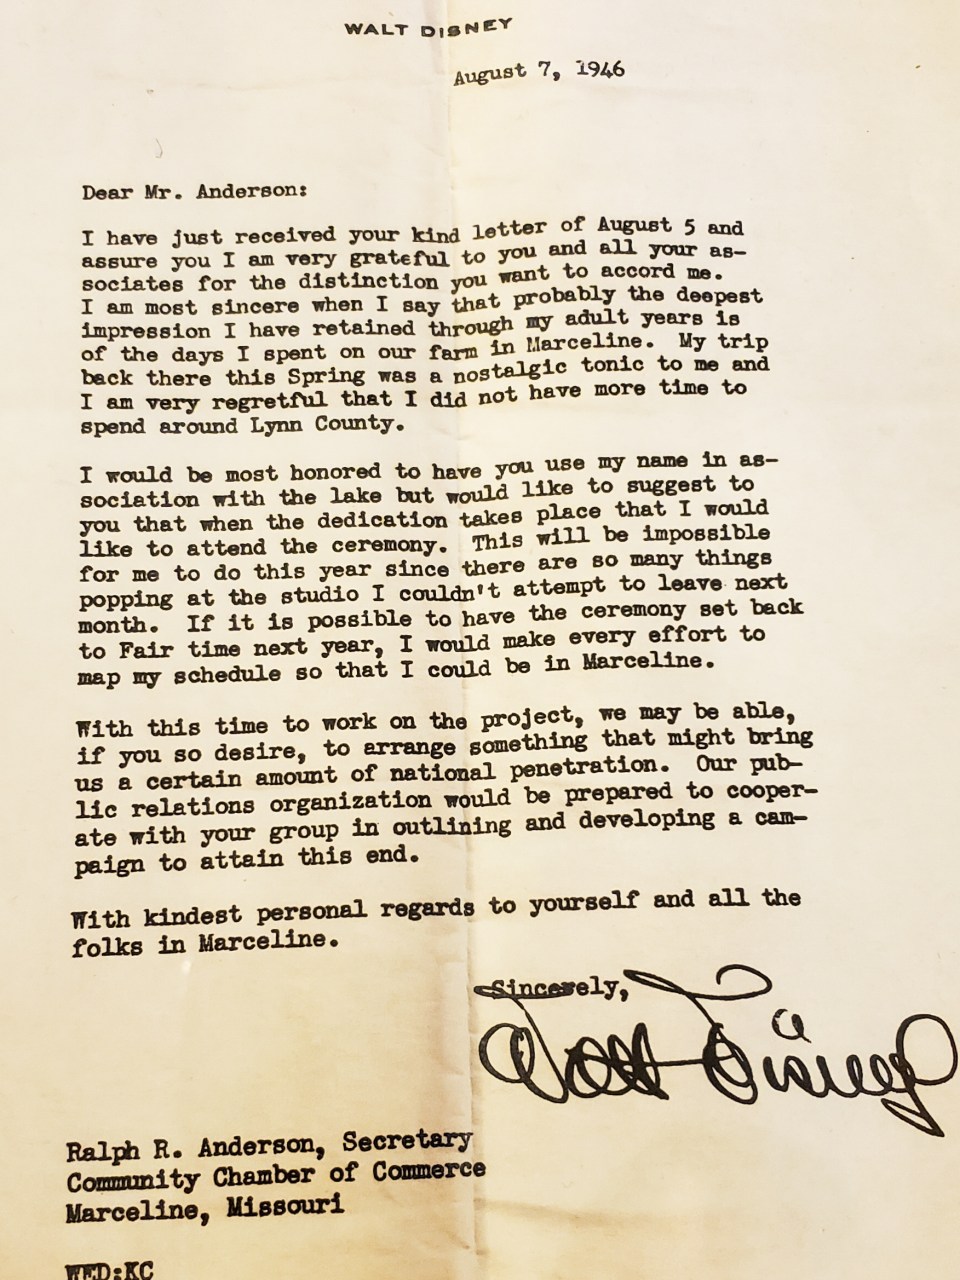 WALT DISNEY
August 7, 1946
Dear Mr. Anderson:
I have just received your kind letter of August 5 and
assure you I am very grateful to you and all your as-
sociates for the distinction you want to accord me.
I am most sincere when I say that probably the deepest
impression I have retained through my adult years is
of the days I spent on our farm in Marceline. My trip
back there this Spring was a nostalgic tonic to me and
I am very regretful that I did not have more time to
spend around Lynn County.
I would be most honored to have you use my name in as-
sociation with the lake but would like to suggest to
you that when the dedication takes place that I would
like to attend the ceremony. This will be impossible
for me to do this year since there are so many things
popping at the studio I couldn't attempt to leave next
month. If it is possible to have the ceremony set back
to Fair time next year, I would make every effort to
map my schedule so that I could be in Marceline.
With this time to work on the project, we may be able,
if you so desire, to arrange something that might bring
us a certain amount of national penetration. Our pub-
lic relations organization would be prepared to cooper-
ate with your group in outlining and developing a cam-
paign to attain this end.
With kindest personal regards to yourself and all the
folks in Marceline.
Sincerely,
Walt Disney
Ralph R. Anderson, Secretary
Community Chamber of Commerce
Marceline, Missouri
WED:KC